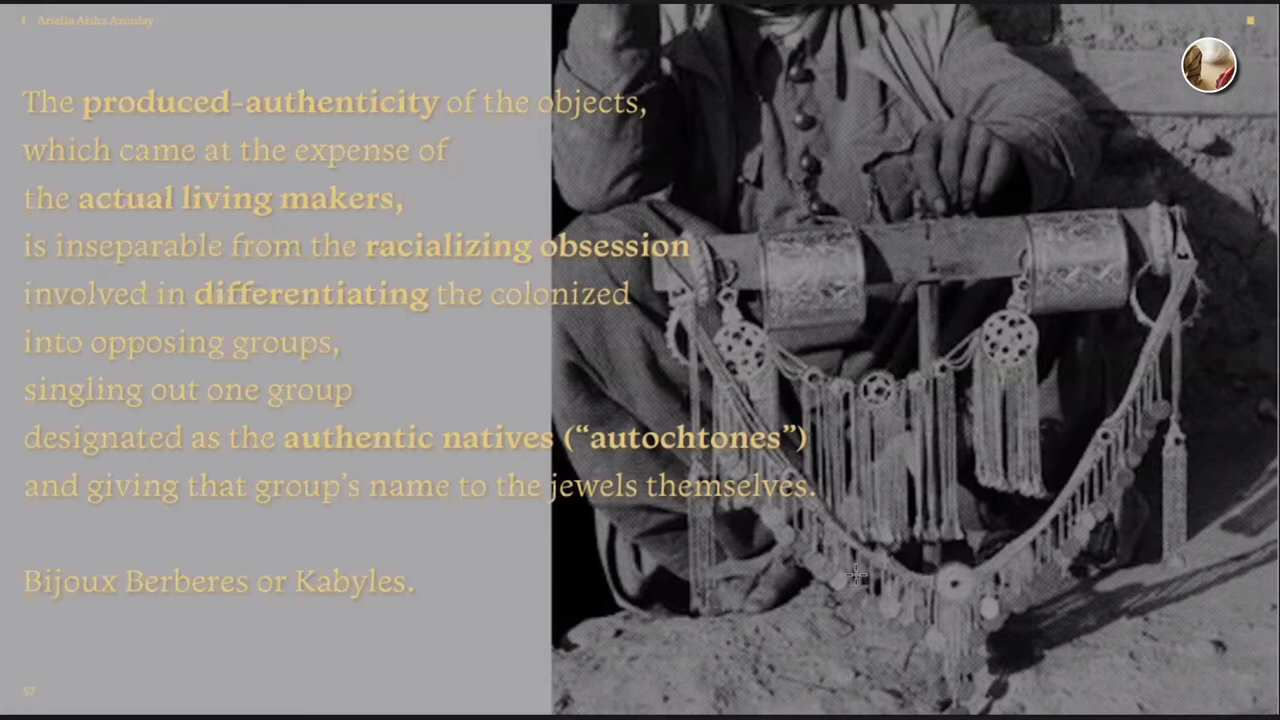 I Ariella Aïsha Azoulay
The produced-authenticity of the objects,
which came at the expense of
the actual living makers,
is inseparable from the racializing obsession
involved in differentiating the colonized
into opposing groups,
singling out one group
designated as the authentic natives (“autochtones”)
and giving that group’s name to the jewels themselves.
Bijoux Berberes or Kabyles.
57